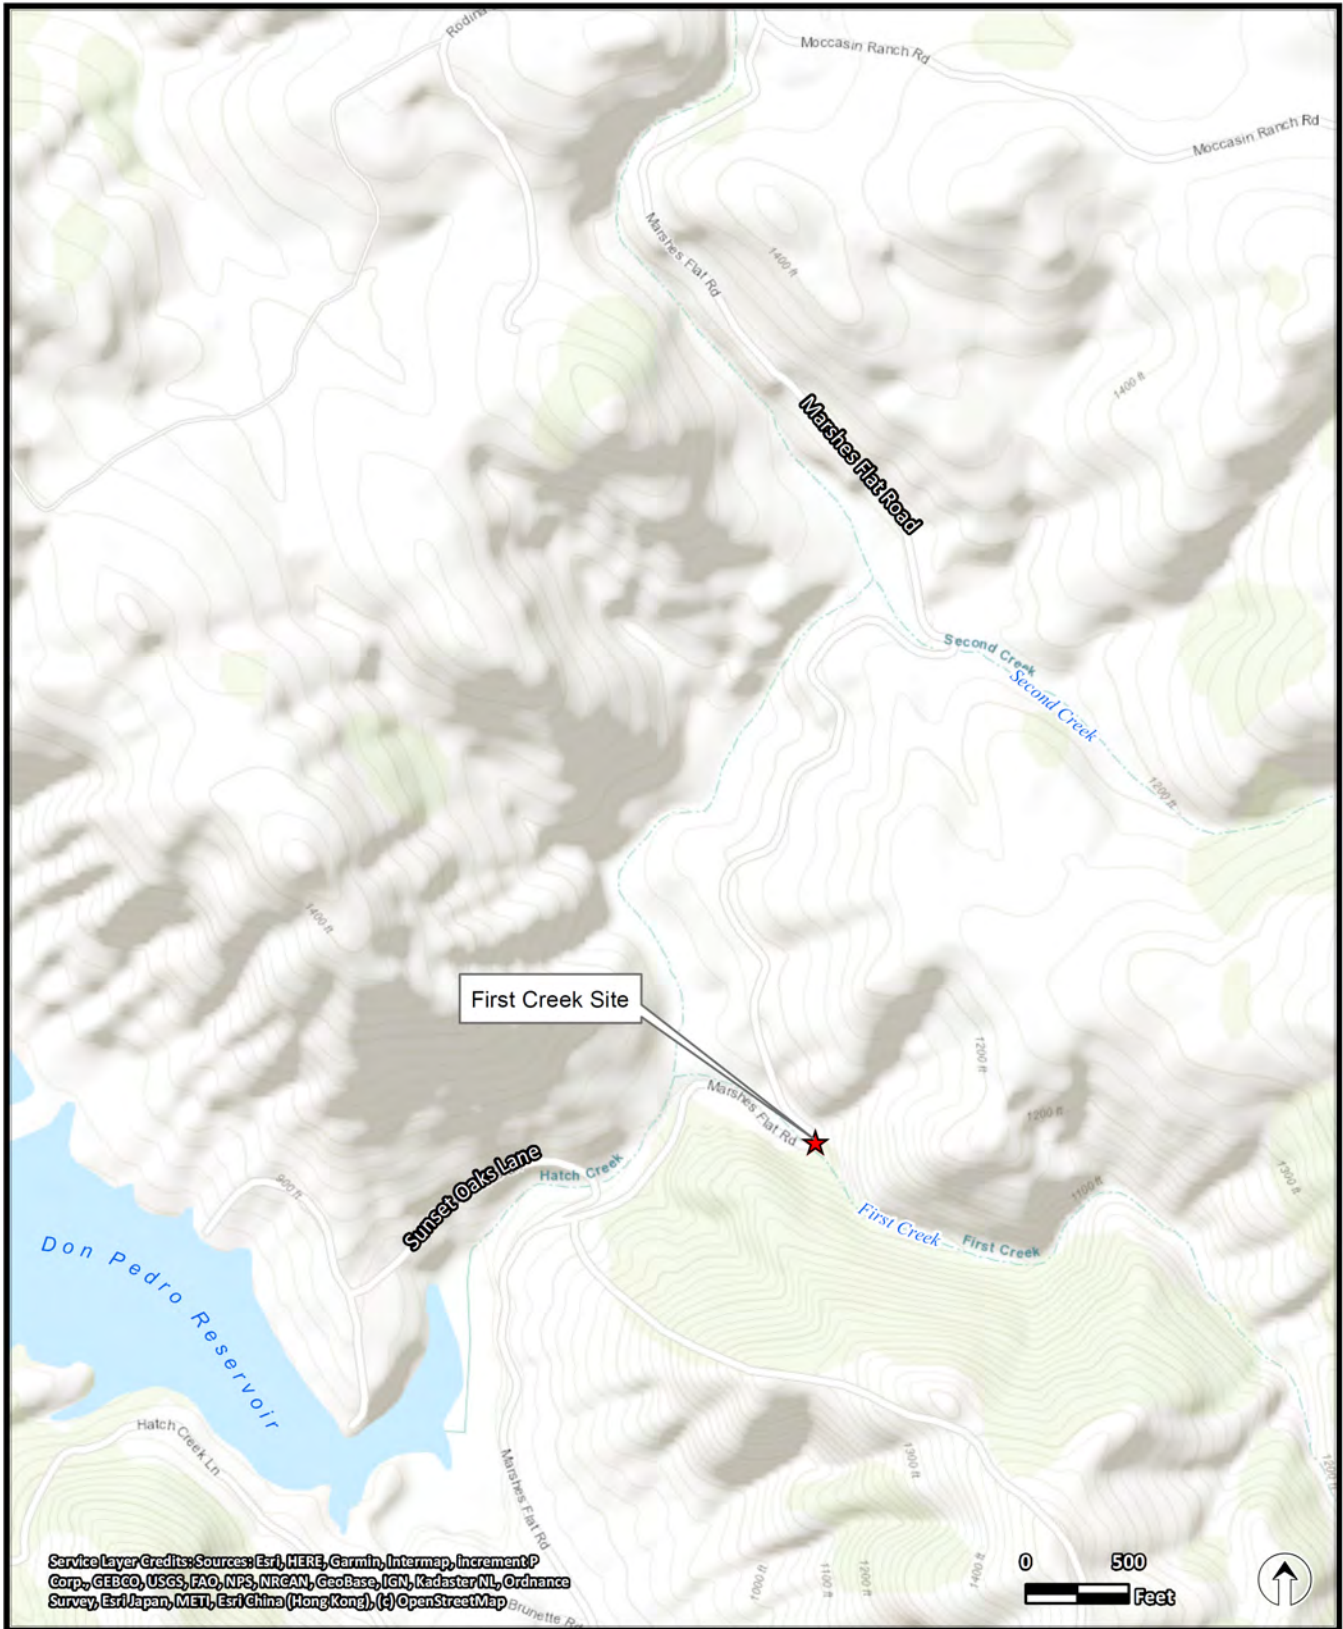 Moccasin Ranch Rd
Moccasin Ranch Rd
Marshes Flat Rd
1400 ft
1400 ft
Marshes Flat Road
Second Creek
Second Creek
1200 ft
1400 ft
First Creek Site
1200 ft
Marshes Flat Rd
1200 ft
Sunset Oaks Lane
Hatch Creek
900 ft
1100 ft
1300 ft
First Creek
First Creek
Don Pedro Reservoir
Hatch Creek Ln
Marshes Flat Rd
1300 ft
1000 ft
1100 ft
1200 ft
1400 ft
Service Layer Credits: Sources: Esri, HERE, Garmin, Intermap, increment P
Corp., GEBCO, USGS, FAO, NPS, NRCAN, GeoBase, IGN, Kadaster NL, Ordnance
Survey, Esri Japan, METI, Esri China (Hong Kong), (c) OpenStreetMap
Brunette Rd
0 500
Feet